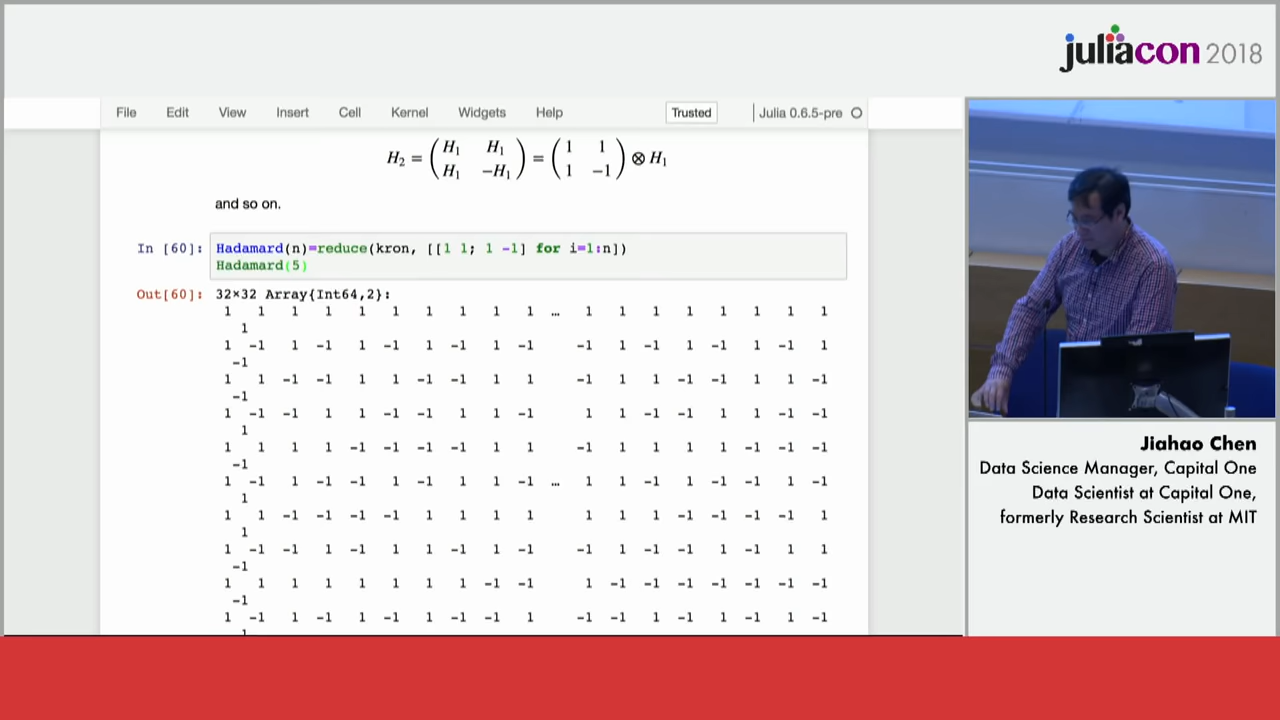 juliacon 2018
File Edit View Insert Cell Kernel Widgets Help Trusted Julia 0.6.5-pre
H₂ = (H₁ H₁; H₁ −H₁) = (1 1; 1 −1) ⊗ H₁
and so on.
In [60]: Hadamard(n)=reduce(kron, [[1 1; 1 -1] for i=1:n])
Hadamard(5)
Out[60]: 32×32 Array{Int64,2}:
1 1 1 1 1 1 1 1 1 1 … 1 1 1 1 1 1 1 1
1
1 -1 1 -1 1 -1 1 -1 1 -1 -1 1 -1 1 -1 1 -1 1
-1
1 1 -1 -1 1 1 -1 -1 1 1 -1 1 1 -1 -1 1 1 -1
-1
1 -1 -1 1 1 -1 -1 1 1 -1 1 1 -1 -1 1 1 -1 -1
1
1 1 1 1 -1 -1 -1 -1 1 1 -1 1 1 1 1 -1 -1 -1
-1
1 -1 1 -1 -1 1 -1 1 1 -1 … 1 1 -1 1 -1 -1 1 -1
1
1 1 -1 -1 -1 -1 1 1 1 1 1 1 1 -1 -1 -1 -1 1
1
1 -1 -1 1 -1 1 1 -1 1 -1 -1 1 -1 -1 1 -1 1 1
-1
1 1 1 1 1 1 1 1 -1 -1 1 -1 -1 -1 -1 -1 -1 -1
-1
1 -1 1 -1 1 -1 1 -1 -1 1 -1 -1 1 -1 1 -1 1 -1
1
Jiahao Chen
Data Science Manager, Capital One
Data Scientist at Capital One,
formerly Research Scientist at MIT